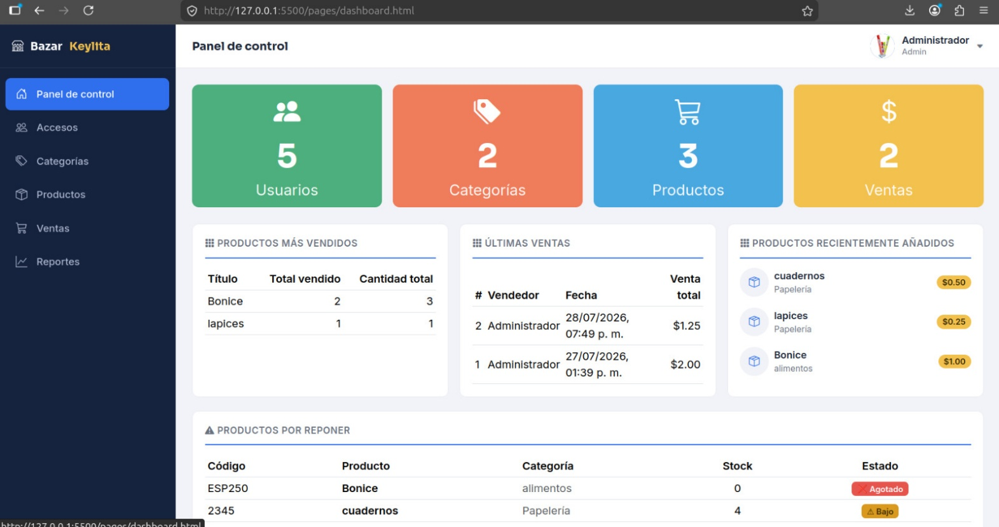 http://127.0.0.1:5500/pages/dashboard.html
Bazar Keylita
Panel de control
Accesos
Categorías
Productos
Ventas
Reportes
Panel de control
Administrador
Admin
5
Usuarios
2
Categorías
3
Productos
$
2
Ventas
PRODUCTOS MÁS VENDIDOS
Título Total vendido Cantidad total
Bonice 2 3
lapices 1 1
ÚLTIMAS VENTAS
# Vendedor Fecha Venta total
2 Administrador 28/07/2026, 07:49 p. m. $1.25
1 Administrador 27/07/2026, 01:39 p. m. $2.00
PRODUCTOS RECIENTEMENTE AÑADIDOS
cuadernos $0.50
Papelería
lapices $0.25
Papelería
Bonice $1.00
alimentos
PRODUCTOS POR REPONER
Código Producto Categoría Stock Estado
ESP250 Bonice alimentos 0 Agotado
2345 cuadernos Papelería 4 Bajo
http://127.0.0.1:5500/pages/dashboard.html